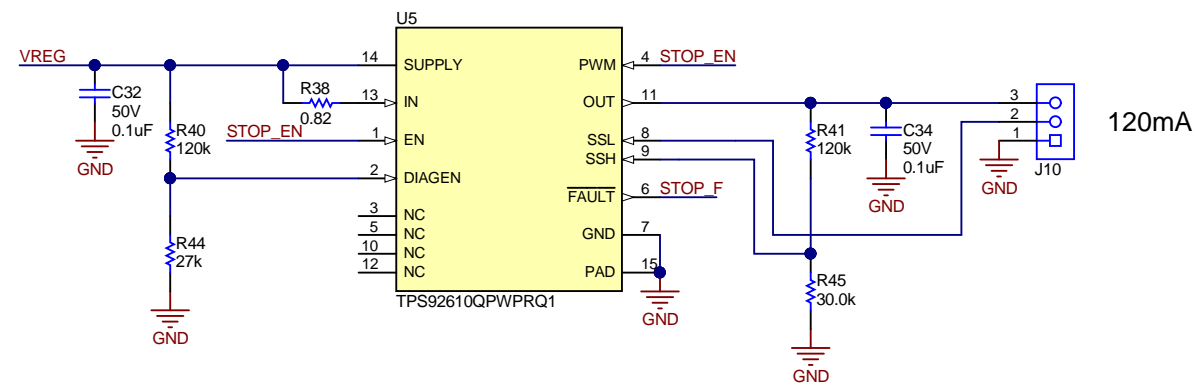 U5
VREG
14
SUPPLY
PWM
4
STOP_EN
C32
50V
0.1uF
R38
0.82
13
IN
OUT
11
3
2
1
J10
120mA
GND
R40
120k
STOP_EN
1
EN
SSL
8
SSH
9
R41
120k
C34
50V
0.1uF
GND
GND
2
DIAGEN
FAULT
6
STOP_F
3
NC
5
NC
10
NC
12
NC
GND
7
PAD
15
R44
27k
R45
30.0k
TPS92610QPWPRQ1
GND
GND
GND